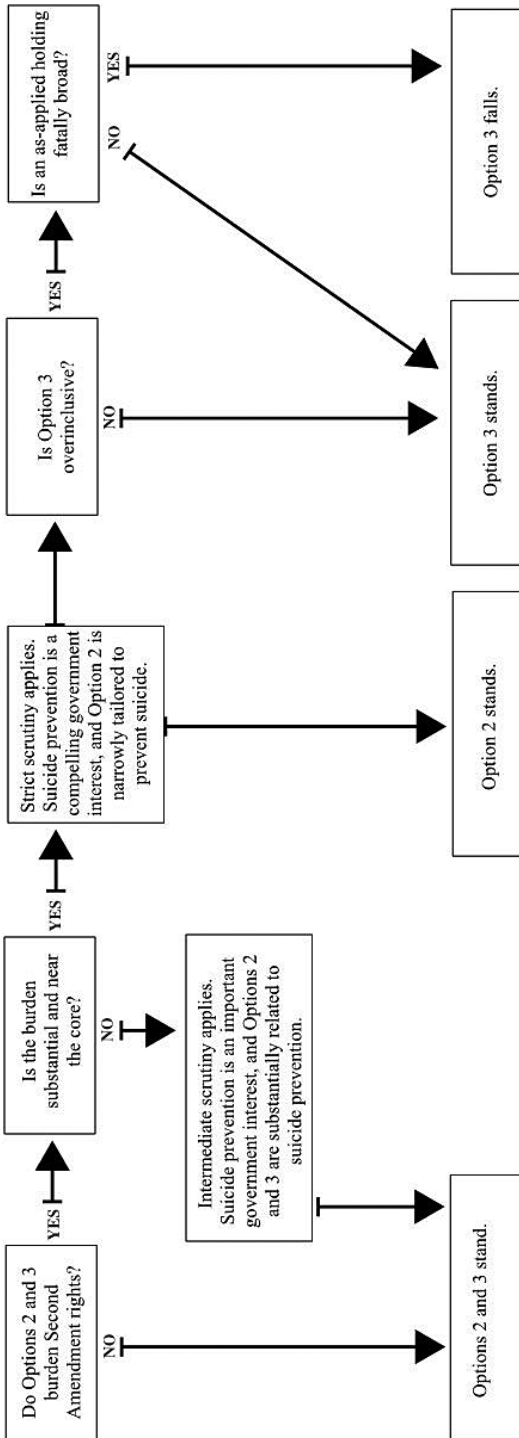 Do Options 2 and 3
burden Second
Amendment rights?
YES
NO
Is the burden
substantial and near
the core?
YES
NO
Strict scrutiny applies.
Suicide prevention is a
compelling government
interest, and Option 2 is
narrowly tailored to
prevent suicide.
Is Option 3
overinclusive?
YES
NO
Is an as-applied holding
fatally broad?
NO
YES
Intermediate scrutiny applies.
Suicide prevention is an important
government interest, and Options 2
and 3 are substantially related to
suicide prevention.
Options 2 and 3 stand.
Option 2 stands.
Option 3 stands.
Option 3 falls.